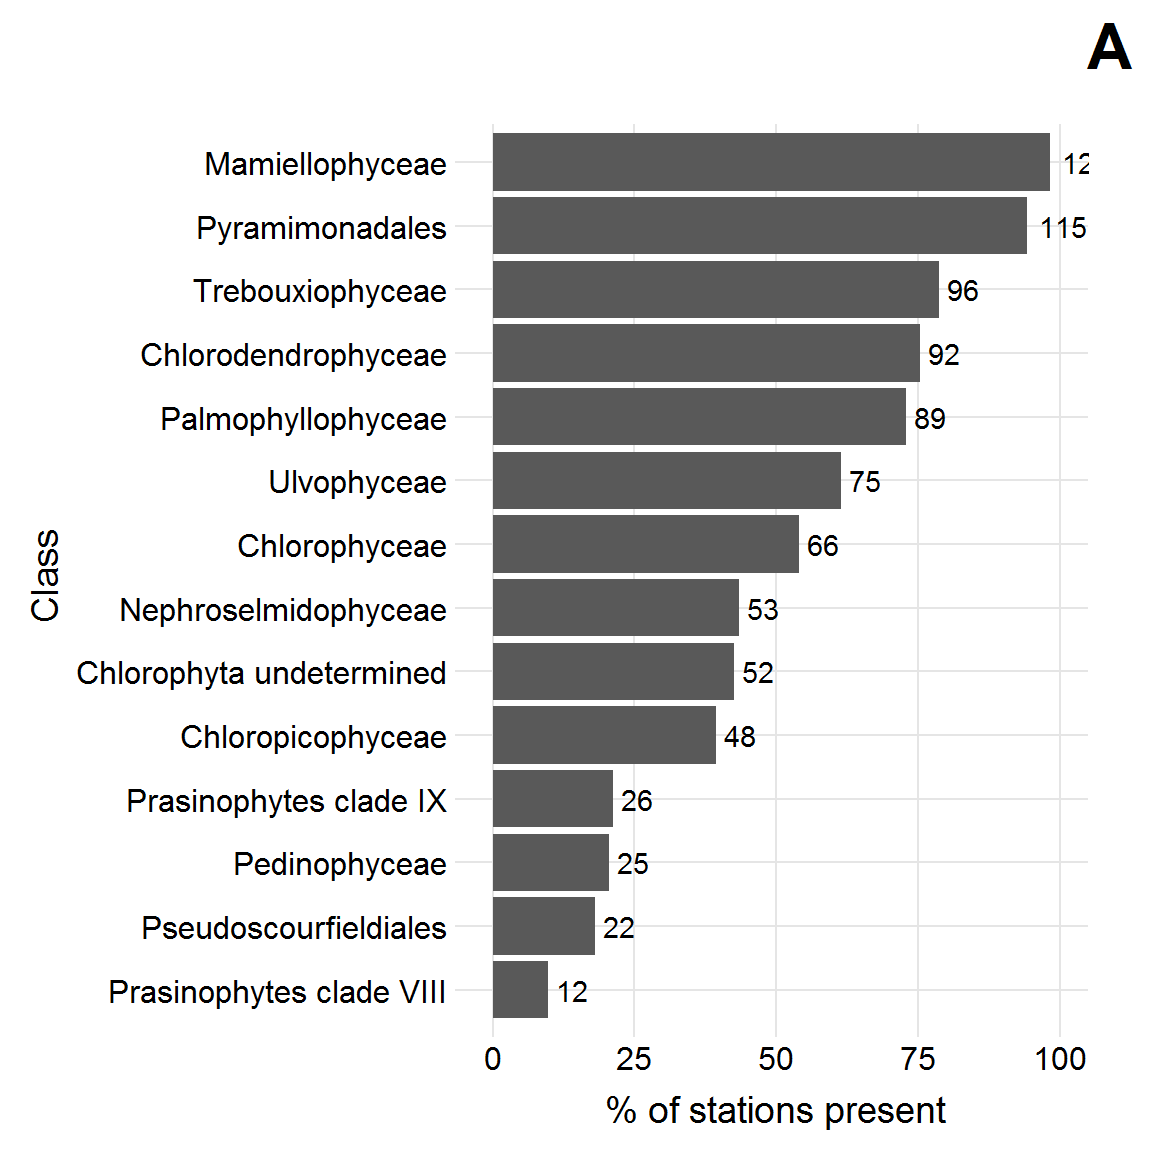 A
Mamiellophyceae 12
Pyramimonadales 115
Trebouxiophyceae 96
Chlorodendrophyceae 92
Palmophyllophyceae 89
Ulvophyceae 75
Chlorophyceae 66
Nephroselmidophyceae 53
Chlorophyta undetermined 52
Chloropicophyceae 48
Prasinophytes clade IX 26
Pedinophyceae 25
Pseudoscourfieldiales 22
Prasinophytes clade VIII 12
Class
0 25 50 75 100
% of stations present